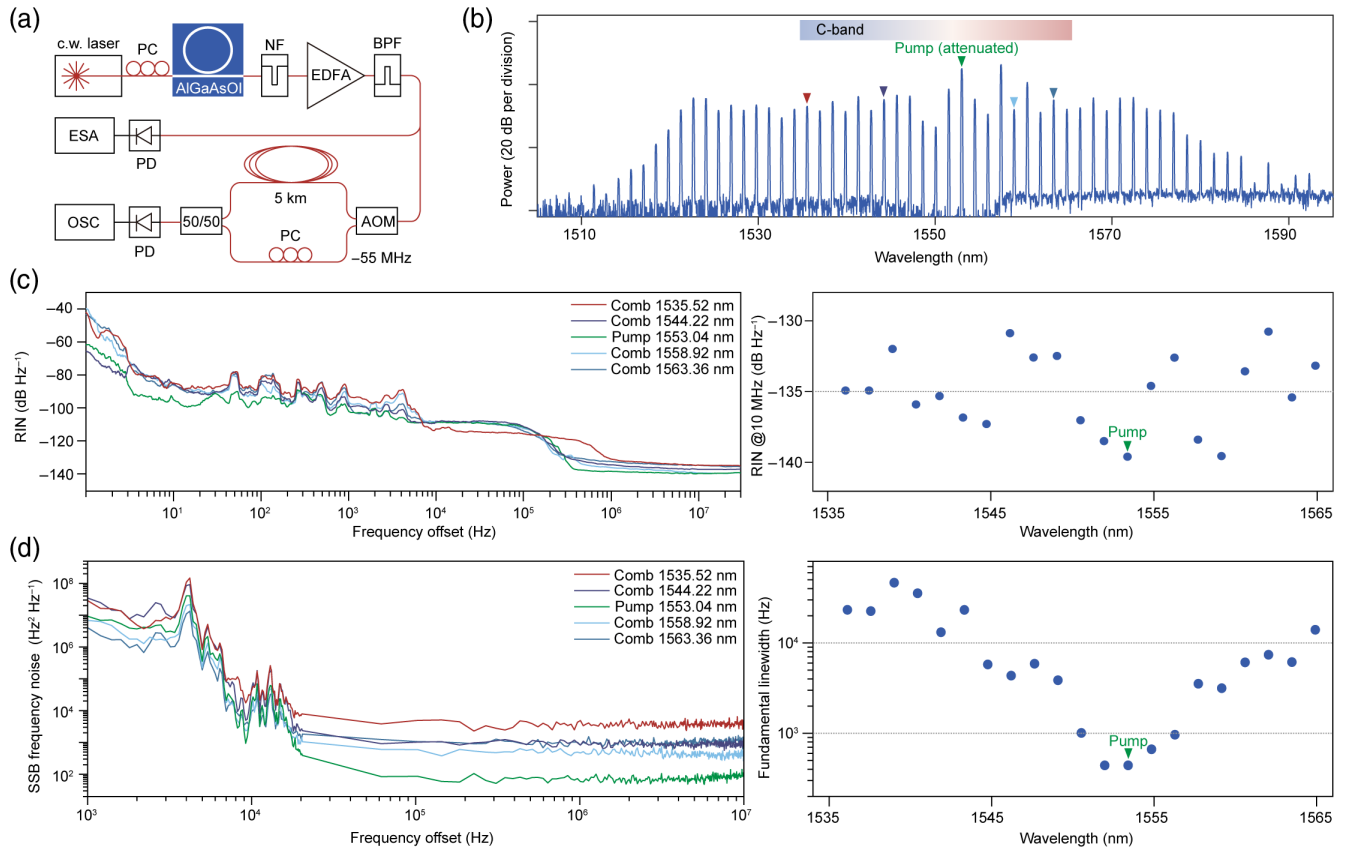 (a)
c.w. laser
PC
AlGaAsOI
NF
EDFA
BPF
ESA
PD
5 km
OSC
PD
50/50
PC
AOM
−55 MHz
(b)
C-band
Pump (attenuated)
Power (20 dB per division)
1510
1530
1550
1570
1590
Wavelength (nm)
(c)
Comb 1535.52 nm
Comb 1544.22 nm
Pump 1553.04 nm
Comb 1558.92 nm
Comb 1563.36 nm
RIN (dB Hz⁻¹)
−40
−60
−80
−100
−120
−140
10¹
10²
10³
10⁴
10⁵
10⁶
10⁷
Frequency offset (Hz)
RIN @10 MHz (dB Hz⁻¹)
−130
−135
−140
Pump
1535
1545
1555
1565
Wavelength (nm)
(d)
Comb 1535.52 nm
Comb 1544.22 nm
Pump 1553.04 nm
Comb 1558.92 nm
Comb 1563.36 nm
SSB frequency noise (Hz² Hz⁻¹)
10⁸
10⁶
10⁴
10²
10³
10⁴
10⁵
10⁶
10⁷
Frequency offset (Hz)
Fundamental linewidth (Hz)
10⁴
10³
Pump
1535
1545
1555
1565
Wavelength (nm)